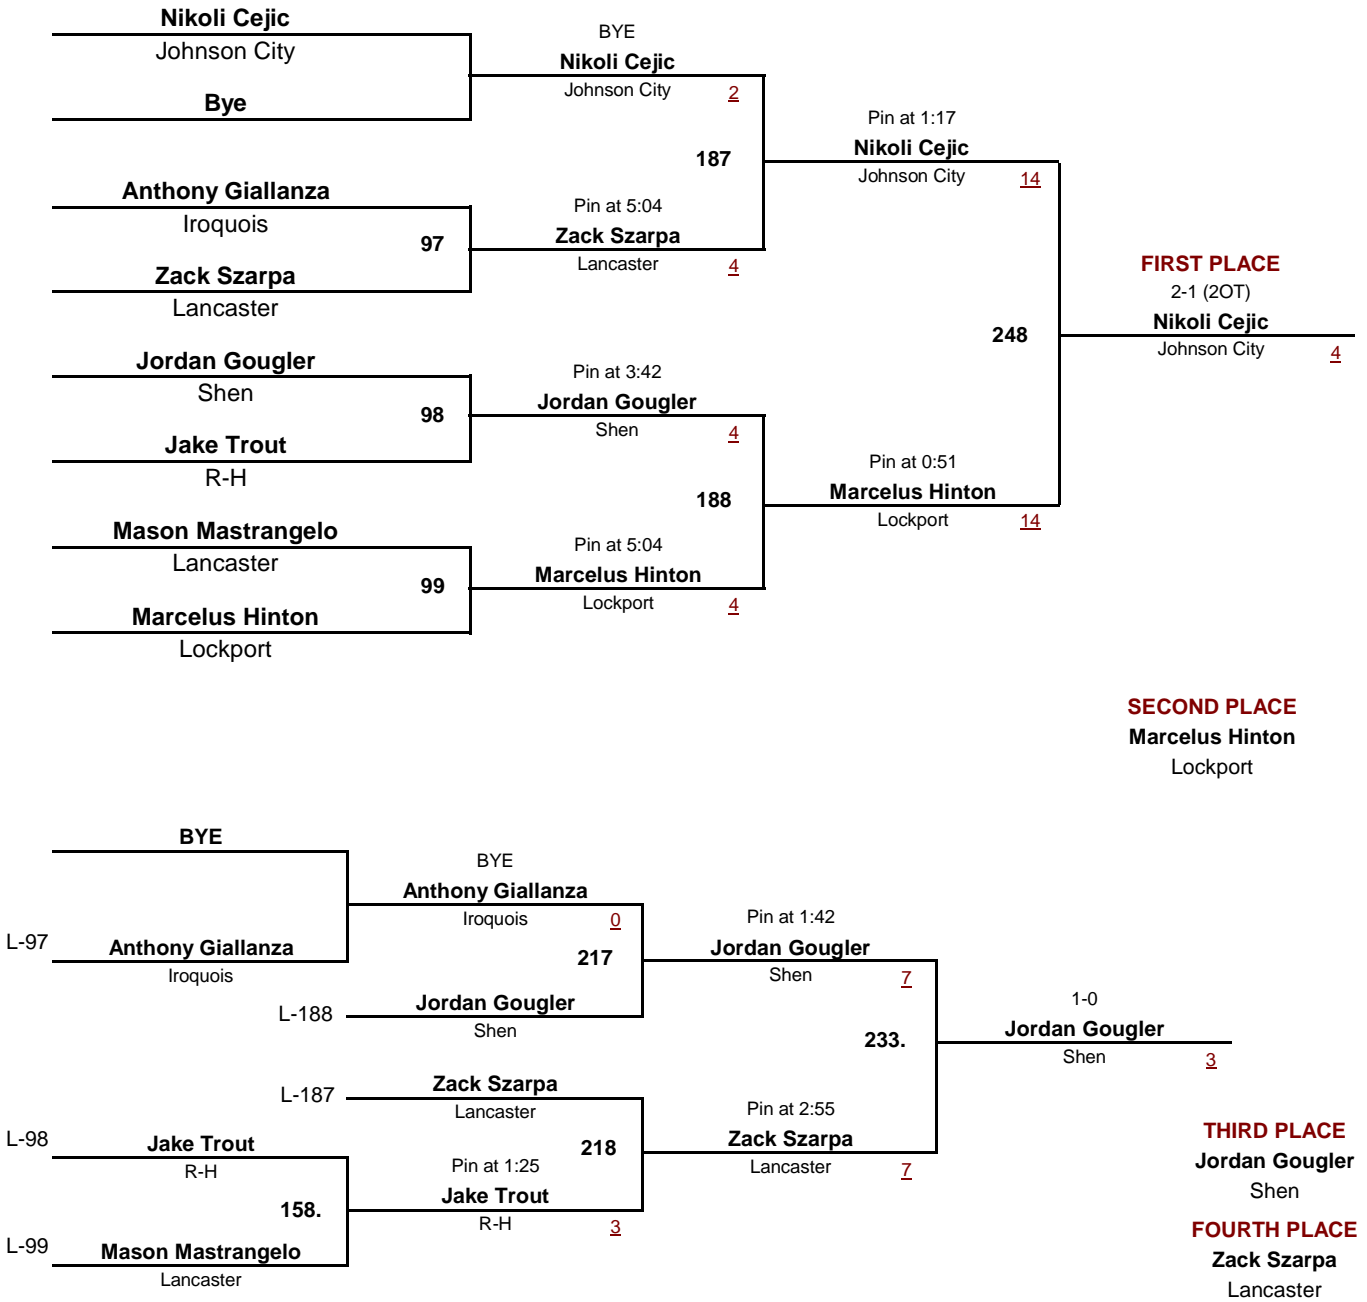 Nikoli Cejic
Johnson City
Bye
Anthony Giallanza
Iroquois
97
Zack Szarpa
Lancaster
Jordan Gougler
Shen
98
Jake Trout
R-H
Mason Mastrangelo
Lancaster
99
Marcelus Hinton
Lockport
BYE
Nikoli Cejic
Johnson City 2
187
Pin at 5:04
Zack Szarpa
Lancaster 4
Pin at 3:42
Jordan Gougler
Shen 4
188
Pin at 5:04
Marcelus Hinton
Lockport 4
Pin at 1:17
Nikoli Cejic
Johnson City 14
248
Pin at 0:51
Marcelus Hinton
Lockport 14
FIRST PLACE
2-1 (2OT)
Nikoli Cejic
Johnson City 4
SECOND PLACE
Marcelus Hinton
Lockport
BYE
L-97 Anthony Giallanza
Iroquois
BYE
Anthony Giallanza
Iroquois 0
217
L-188 Jordan Gougler
Shen
L-187 Zack Szarpa
Lancaster
218
L-98 Jake Trout
R-H
158.
L-99 Mason Mastrangelo
Lancaster
Pin at 1:25
Jake Trout
R-H 3
Pin at 1:42
Jordan Gougler
Shen 7
233.
Pin at 2:55
Zack Szarpa
Lancaster 7
1-0
Jordan Gougler
Shen 3
THIRD PLACE
Jordan Gougler
Shen
FOURTH PLACE
Zack Szarpa
Lancaster